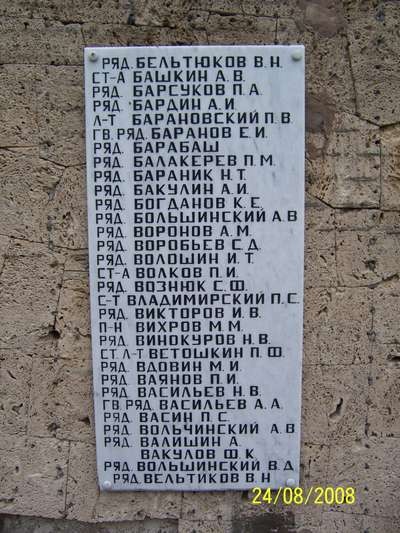 РЯД. БЕЛЬТЮКОВ В.Н.
СТ-А БАШКИН А.В.
РЯД. БАРСУКОВ П.А.
РЯД. БАРДИН А.И.
Л-Т БАРАНОВСКИЙ П.В.
ГВ.РЯД. БАРАНОВ Е.И.
РЯД. БАРАБАШ
РЯД. БАЛАКЕРЕВ П.М.
РЯД. БАРАНИК Н.Т.
РЯД. БАКУЛИН А.И.
РЯД. БОГДАНОВ К.Е.
РЯД. БОЛЬШИНСКИЙ А.В
РЯД. ВОРОНОВ А.М.
РЯД. ВОРОБЬЕВ С.Д.
РЯД. ВОЛОШИН И.Т.
СТ-А ВОЛКОВ П.И.
РЯД. ВОЗНЮК С.Ф.
С-Т ВЛАДИМИРСКИЙ П.С.
РЯД. ВИКТОРОВ И.В.
П-Н ВИХРОВ М.М.
РЯД. ВИНОКУРОВ Н.В.
СТ.Л-Т ВЕТОШКИН П.Ф.
РЯД. ВДОВИН М.И.
РЯД. ВАЯНОВ П.И.
РЯД. ВАСИЛЬЕВ Н.В.
ГВ.РЯД. ВАСИЛЬЕВ А.А.
РЯД. ВАСИН П.С.
РЯД. ВОЛЬЧИНСКИЙ А.В
РЯД. ВАЛИШИН А.
ВАКУЛОВ Ф.К.
РЯД. ВОЛЬШИНСКИЙ В.Д
РЯД. ВЕЛЬТИКОВ В.Н
24/08/2008